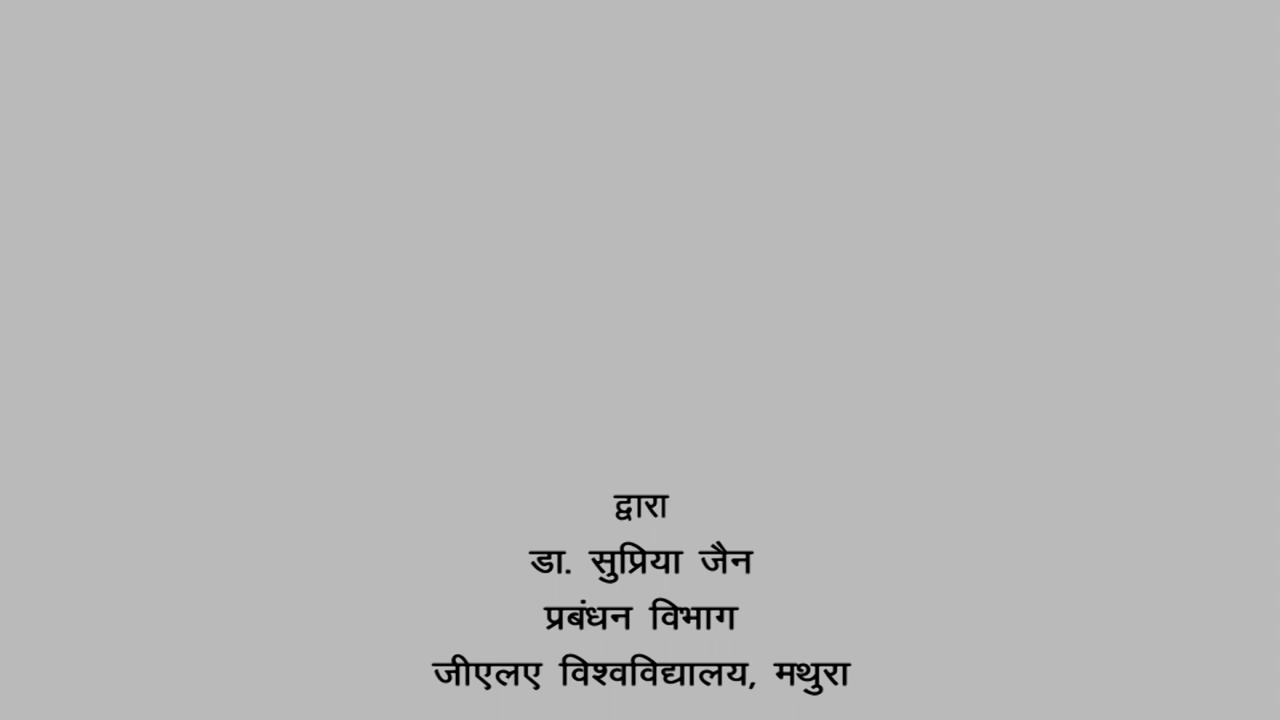 द्वारा
डा. सुप्रिया जैन
प्रबंधन विभाग
जीएलए विश्वविद्यालय, मथुरा